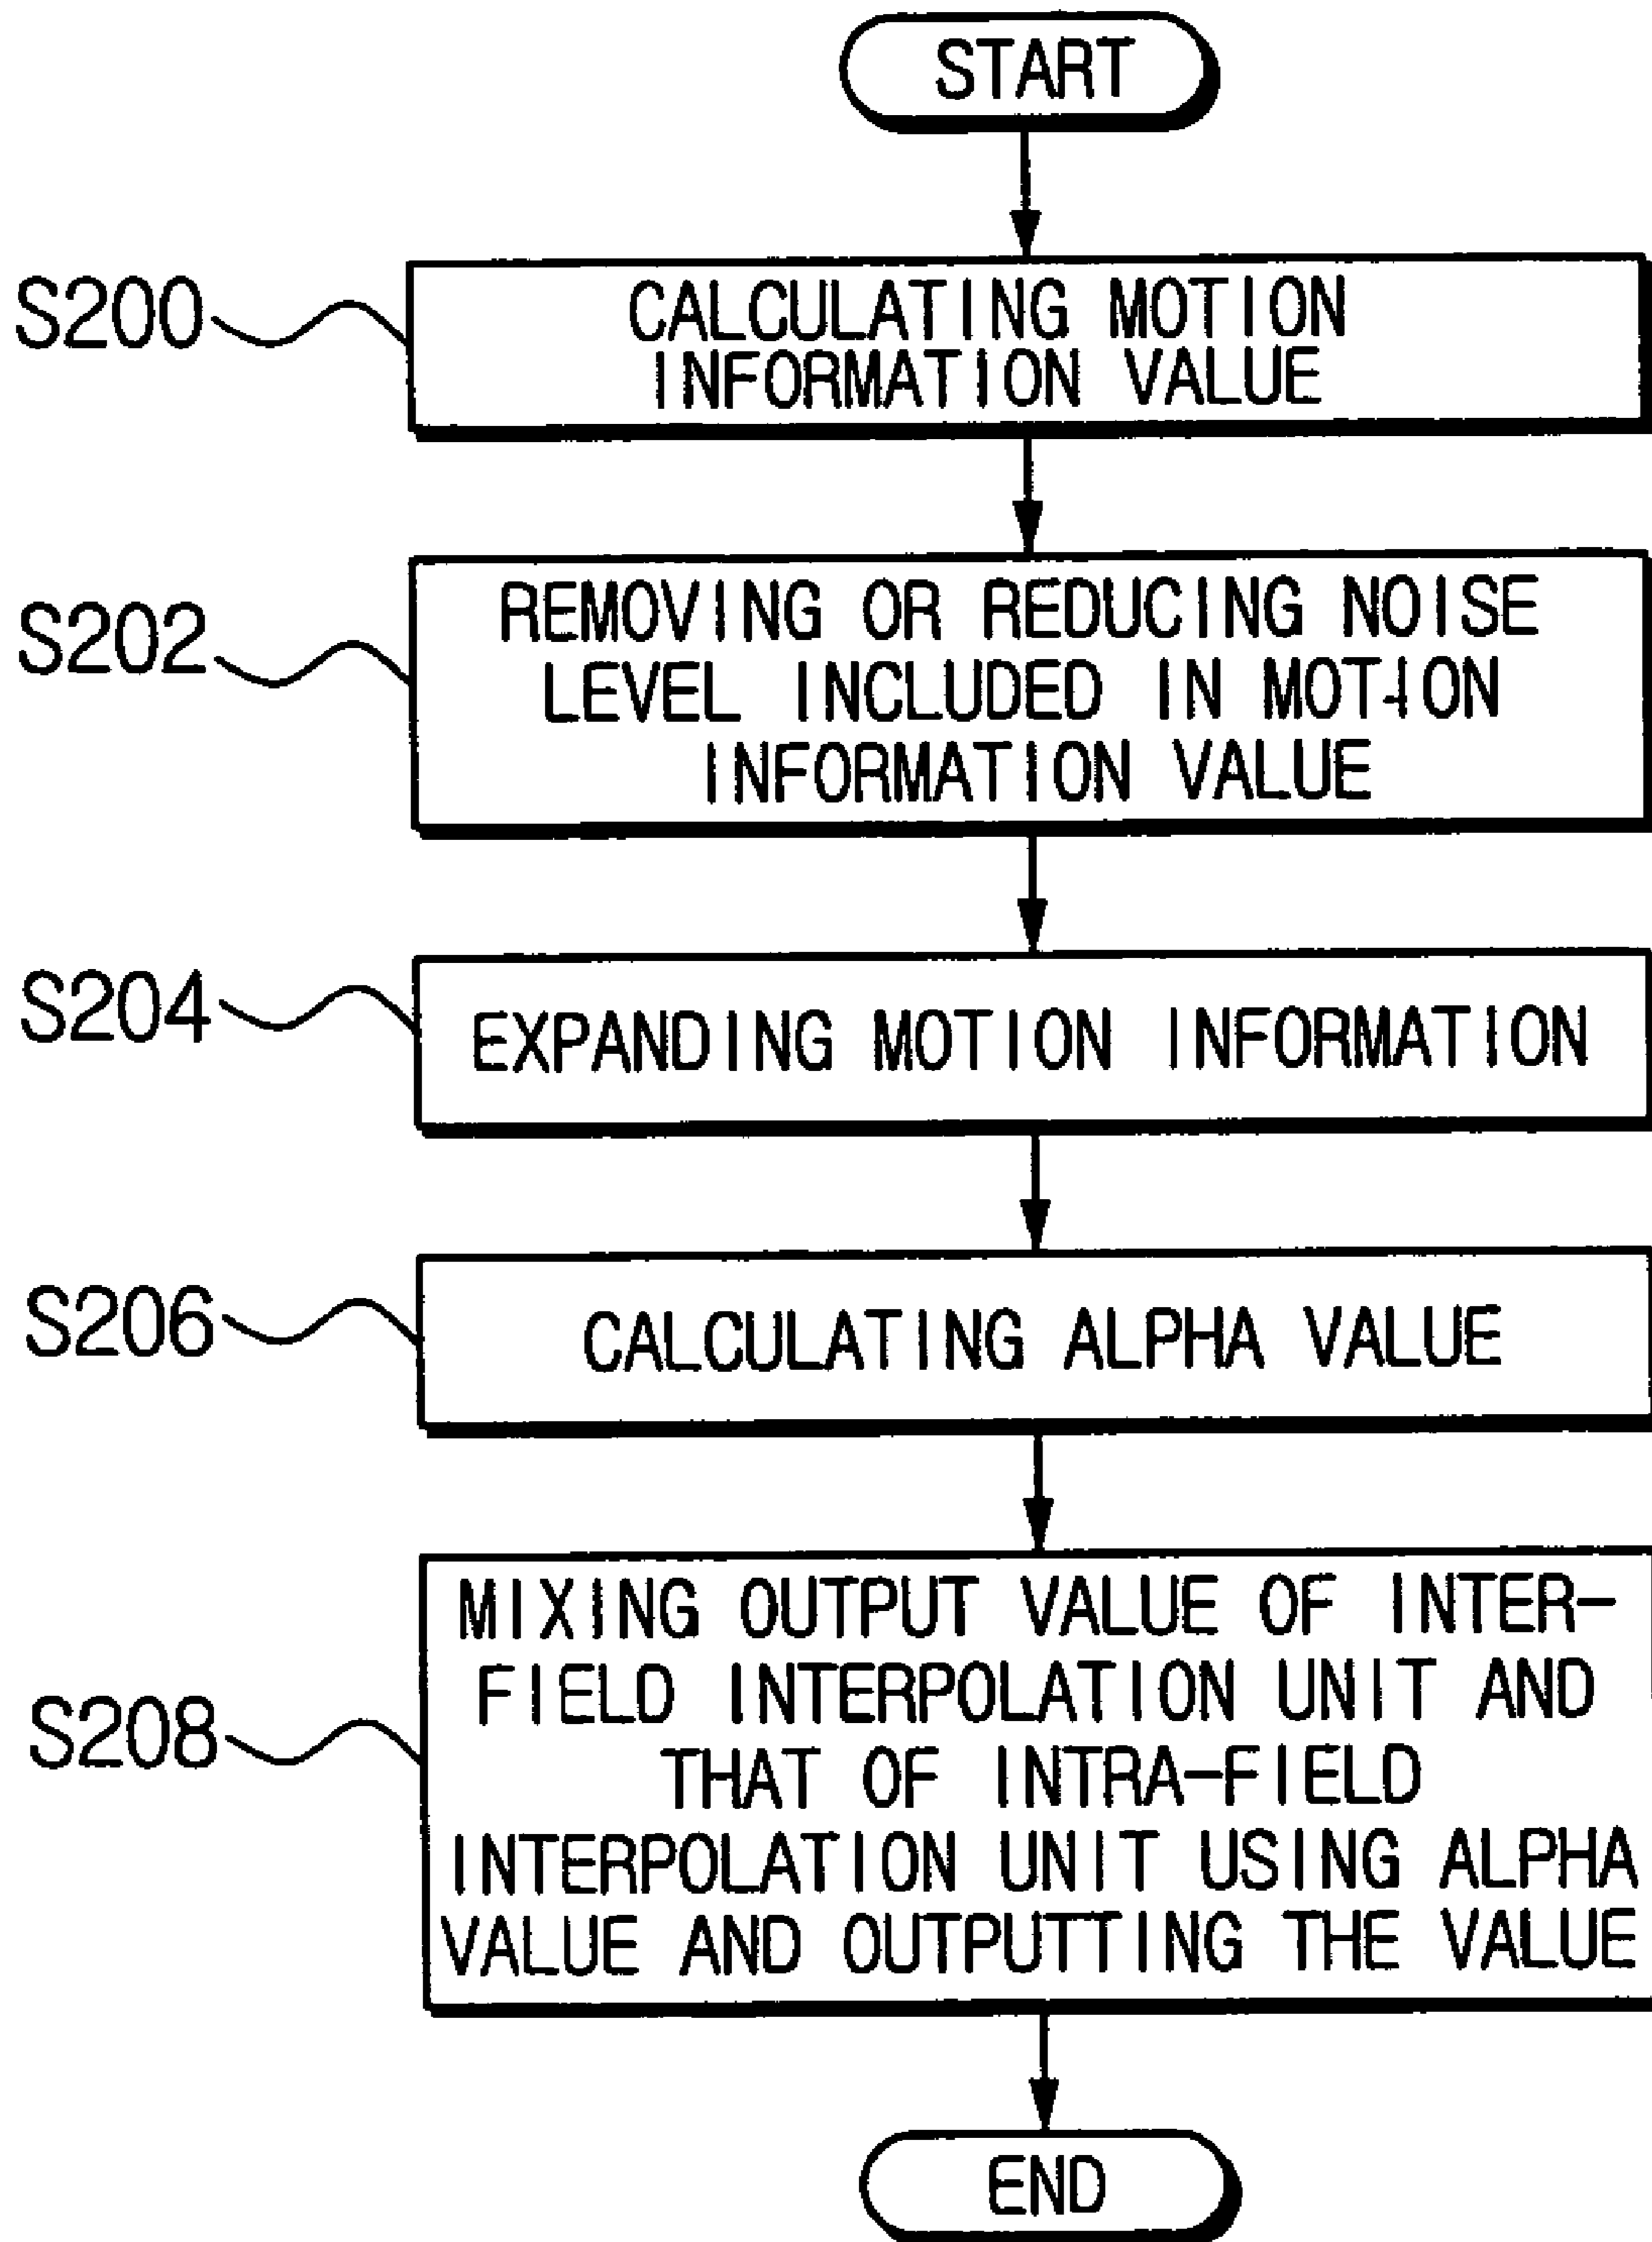 START
S200
CALCULATING MOTION
INFORMATION VALUE
S202
REMOVING OR REDUCING NOISE
LEVEL INCLUDED IN MOTION
INFORMATION VALUE
S204
EXPANDING MOTION INFORMATION
S206
CALCULATING ALPHA VALUE
S208
MIXING OUTPUT VALUE OF INTER-
FIELD INTERPOLATION UNIT AND
THAT OF INTRA-FIELD
INTERPOLATION UNIT USING ALPHA
VALUE AND OUTPUTTING THE VALUE
END